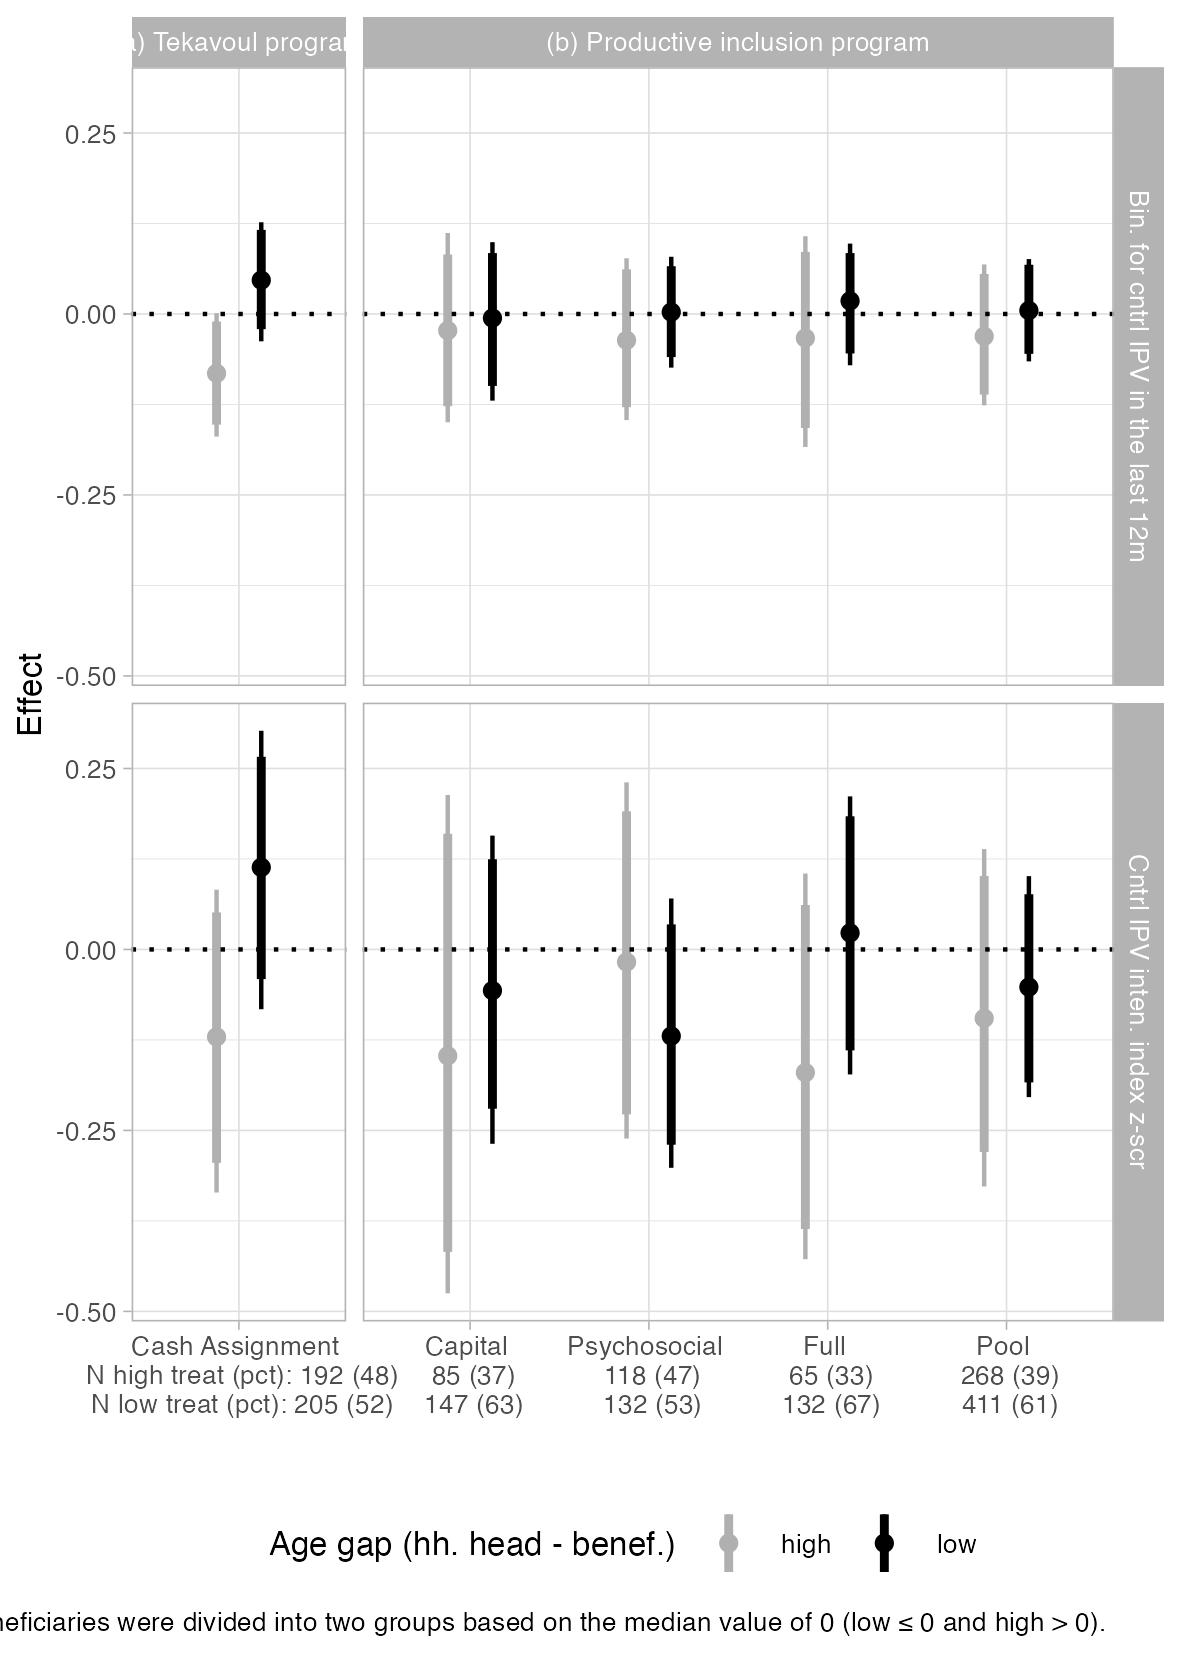 a) Tekavoul program
(b) Productive inclusion program
Bin. for cntrl IPV in the last 12m
0.25
0.00
-0.25
-0.50
Effect
Cntrl IPV inten. index z-scr
0.25
0.00
-0.25
-0.50
Cash Assignment Capital Psychosocial Full Pool
N high treat (pct): 192 (48) 85 (37) 118 (47) 65 (33) 268 (39)
N low treat (pct): 205 (52) 147 (63) 132 (53) 132 (67) 411 (61)
Age gap (hh. head - benef.) high low
neficiaries were divided into two groups based on the median value of 0 (low ≤ 0 and high > 0).